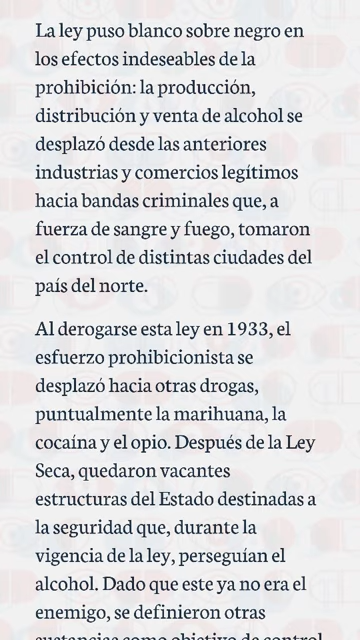 La ley puso blanco sobre negro en
los efectos indeseables de la
prohibición: la producción,
distribución y venta de alcohol se
desplazó desde las anteriores
industrias y comercios legítimos
hacia bandas criminales que, a
fuerza de sangre y fuego, tomaron
el control de distintas ciudades del
país del norte.
Al derogarse esta ley en 1933, el
esfuerzo prohibicionista se
desplazó hacia otras drogas,
puntualmente la marihuana, la
cocaína y el opio. Después de la Ley
Seca, quedaron vacantes
estructuras del Estado destinadas a
la seguridad que, durante la
vigencia de la ley, perseguían el
alcohol. Dado que este ya no era el
enemigo, se definieron otras
sustancias como objetivo de control